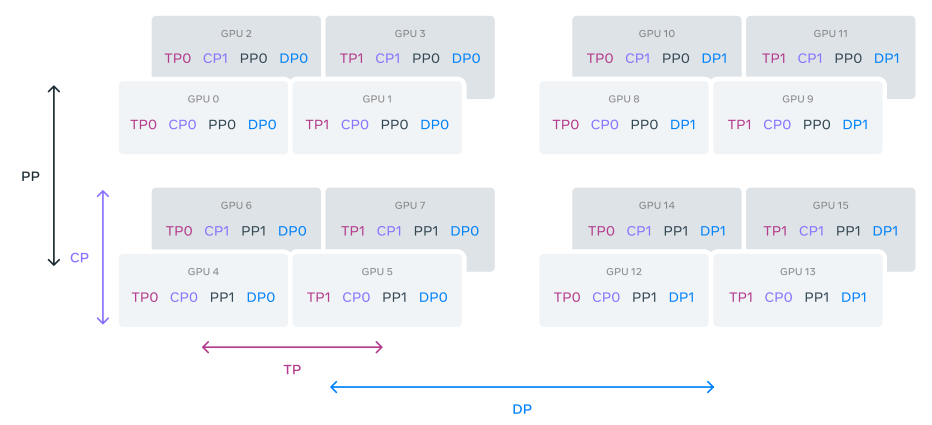 GPU 2 GPU 3 GPU 10 GPU 11
TP0 CP1 PP0 DP0 TP1 CP1 PP0 DP0 TP0 CP1 PP0 DP1 TP1 CP1 PP0 DP1
GPU 0 GPU 1 GPU 8 GPU 9
TP0 CP0 PP0 DP0 TP1 CP0 PP0 DP0 TP0 CP0 PP0 DP1 TP1 CP0 PP0 DP1
PP
GPU 6 GPU 7 GPU 14 GPU 15
TP0 CP1 PP1 DP0 TP1 CP1 PP1 DP0 TP0 CP1 PP1 DP1 TP1 CP1 PP1 DP1
CP
GPU 4 GPU 5 GPU 12 GPU 13
TP0 CP0 PP1 DP0 TP1 CP0 PP1 DP0 TP0 CP0 PP1 DP1 TP1 CP0 PP1 DP1
TP
DP